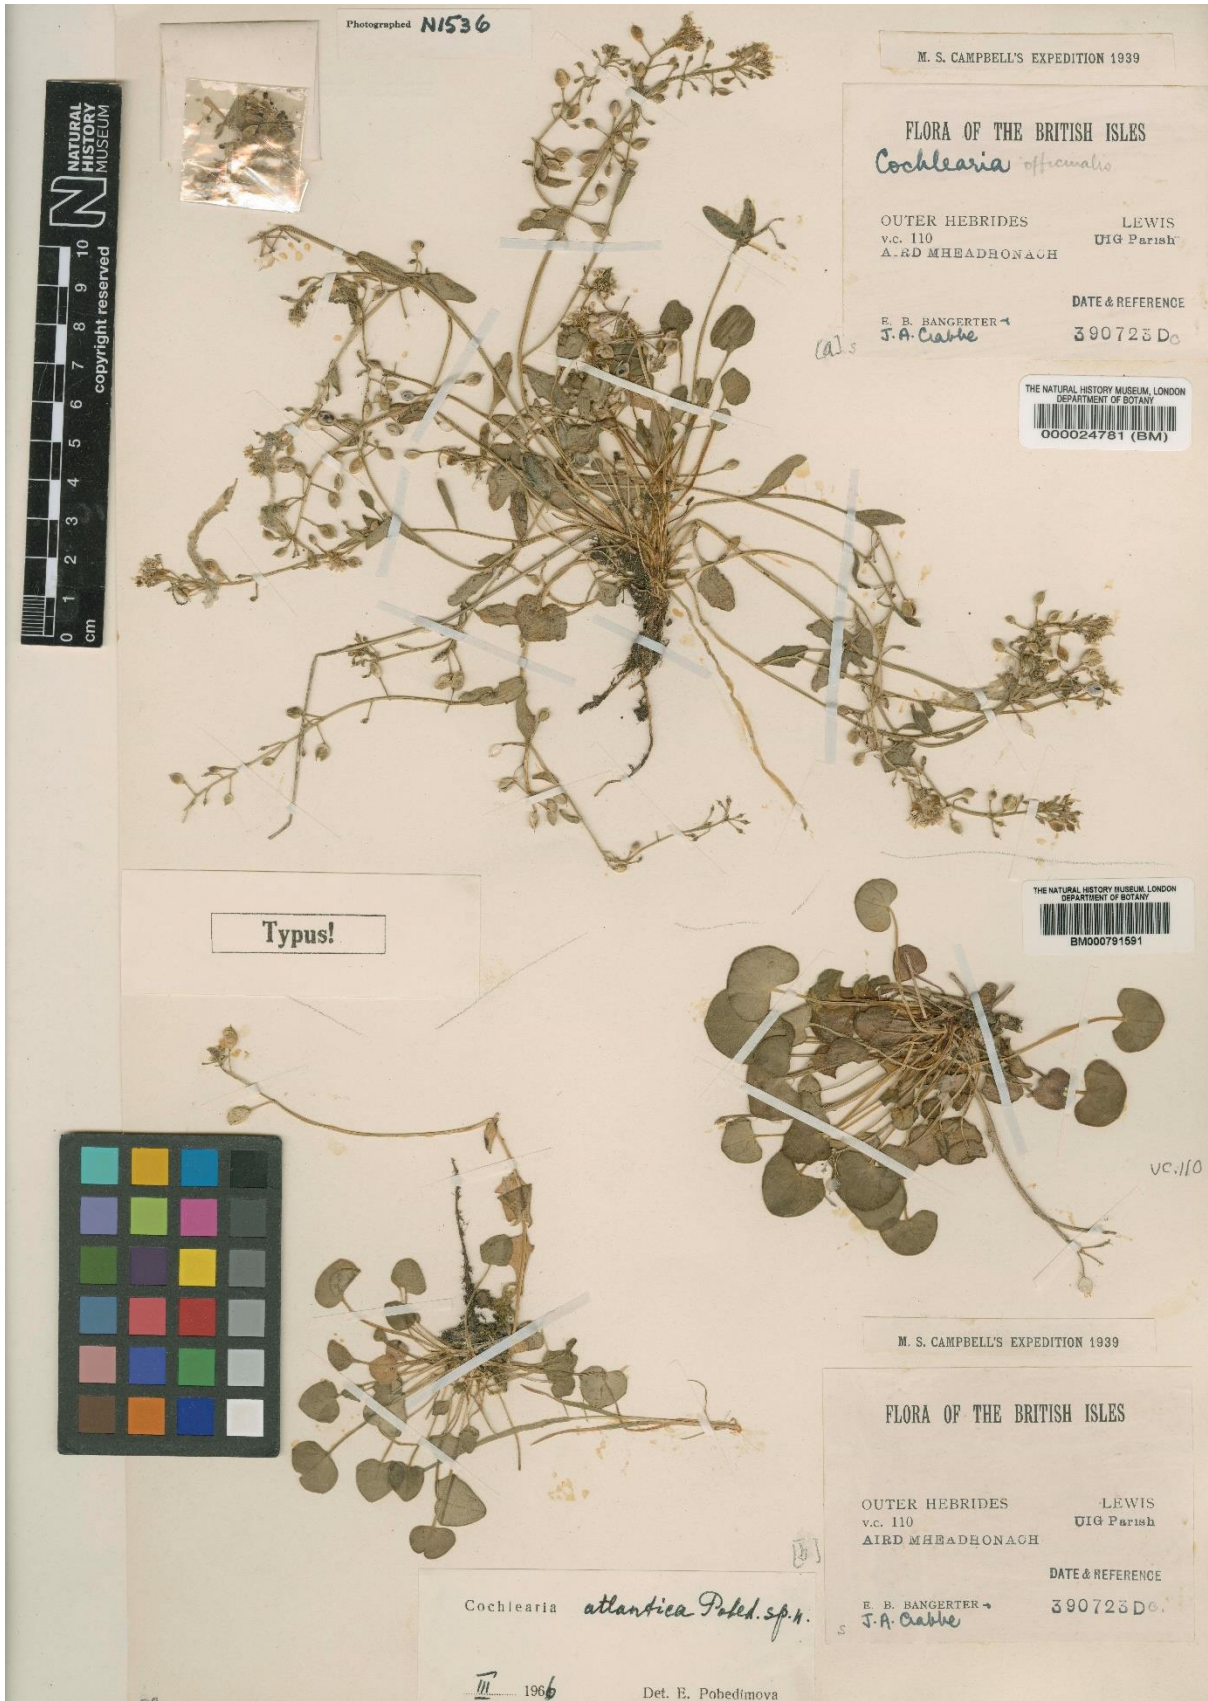 Photographed N1536
M. S. CAMPBELL'S EXPEDITION 1939
FLORA OF THE BRITISH ISLES
Cochlearia officinalis
OUTER HEBRIDES LEWIS
v.c. 110 UIG Parish
AIRD MHEADHONACH
DATE & REFERENCE
E. B. BANGERTER +
J. A. Crabbe 390723Dc
[a] s
THE NATURAL HISTORY MUSEUM, LONDON
DEPARTMENT OF BOTANY
000024781 (BM)
NATURAL
HISTORY
MUSEUM
copyright reserved
10
9
8
7
6
5
4
3
2
1
0
cm
Typus!
THE NATURAL HISTORY MUSEUM, LONDON
DEPARTMENT OF BOTANY
BM000791591
vc.110
M. S. CAMPBELL'S EXPEDITION 1939
FLORA OF THE BRITISH ISLES
OUTER HEBRIDES LEWIS
v.c. 110 UIG Parish
AIRD MHEADHONACH
DATE & REFERENCE
E. B. BANGERTER +
s J. A. Crabbe 390723Dc.
[b]
Cochlearia atlantica Pobed. sp. n.
III 1966 Det. E. Pobedimova